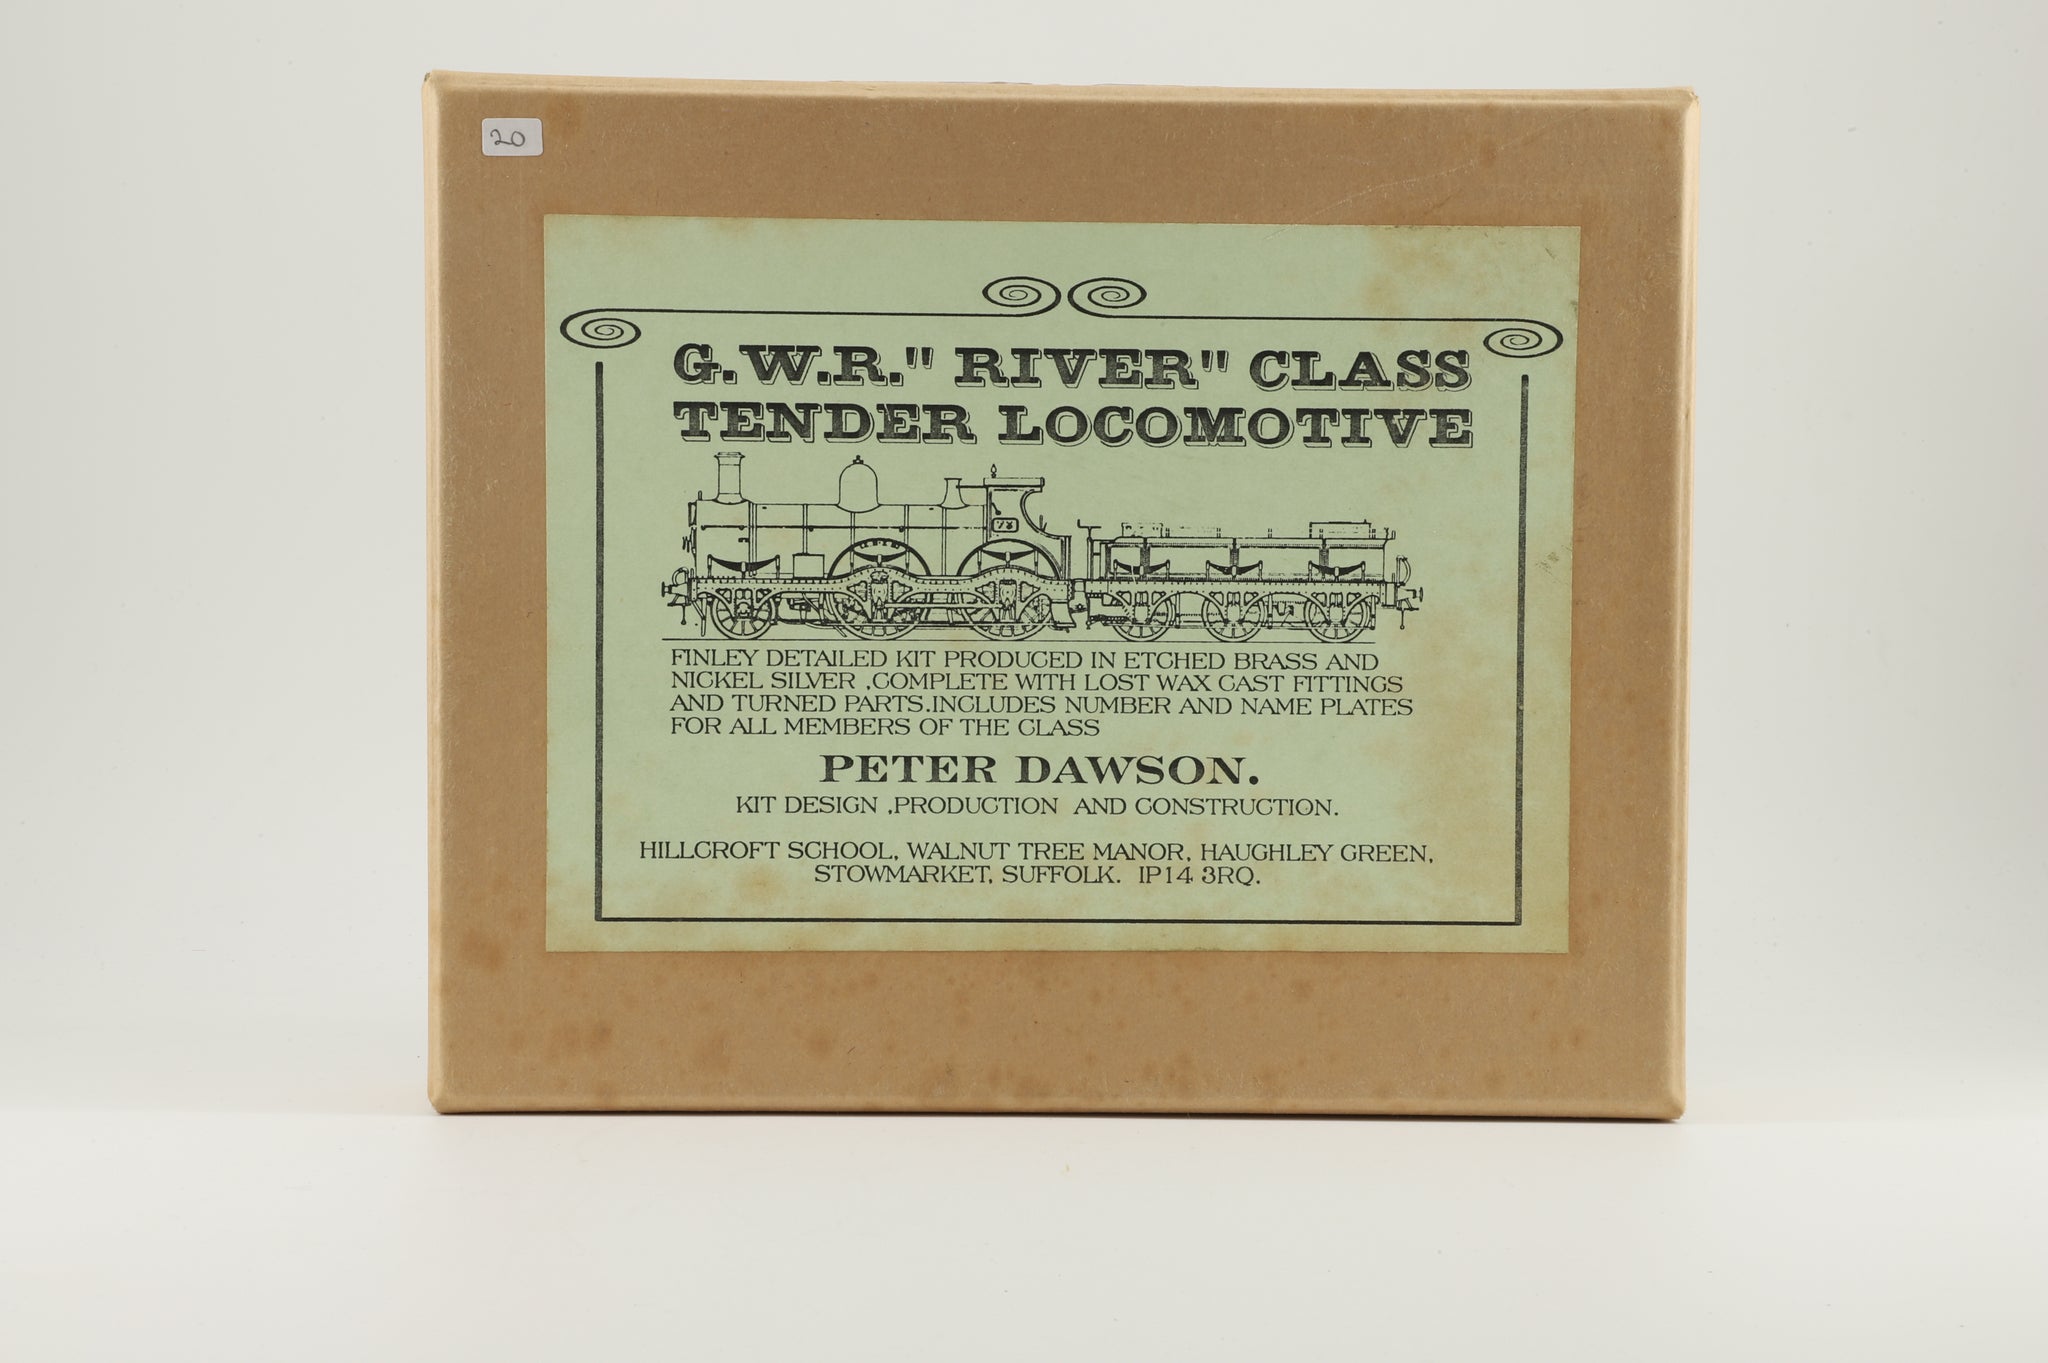 20
G.W.R." RIVER" CLASS
TENDER LOCOMOTIVE
73
FINLEY DETAILED KIT PRODUCED IN ETCHED BRASS AND
NICKEL SILVER ,COMPLETE WITH LOST WAX CAST FITTINGS
AND TURNED PARTS.INCLUDES NUMBER AND NAME PLATES
FOR ALL MEMBERS OF THE CLASS
PETER DAWSON.
KIT DESIGN ,PRODUCTION AND CONSTRUCTION.
HILLCROFT SCHOOL, WALNUT TREE MANOR, HAUGHLEY GREEN,
STOWMARKET, SUFFOLK. IP14 3RQ.